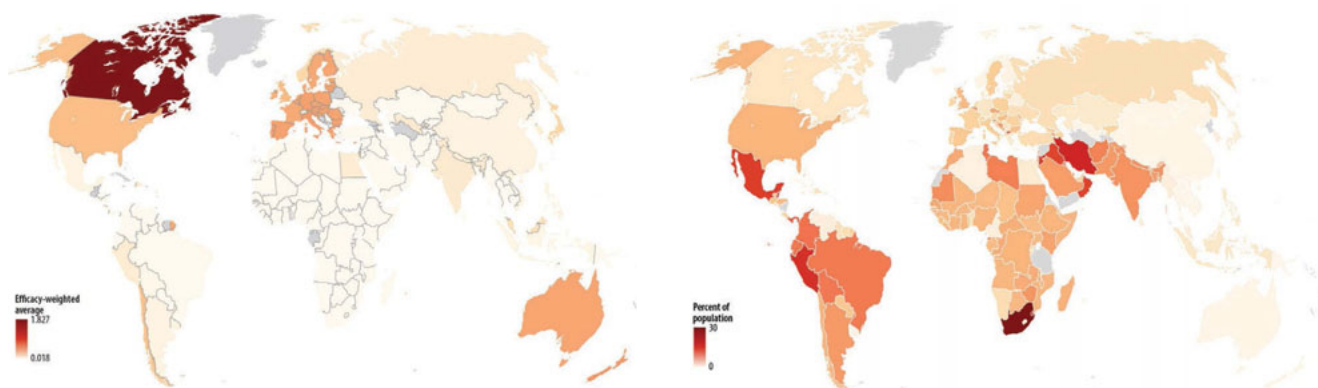 Efficacy-weighted
average
1.827
0.018
Percent of
population
30
0